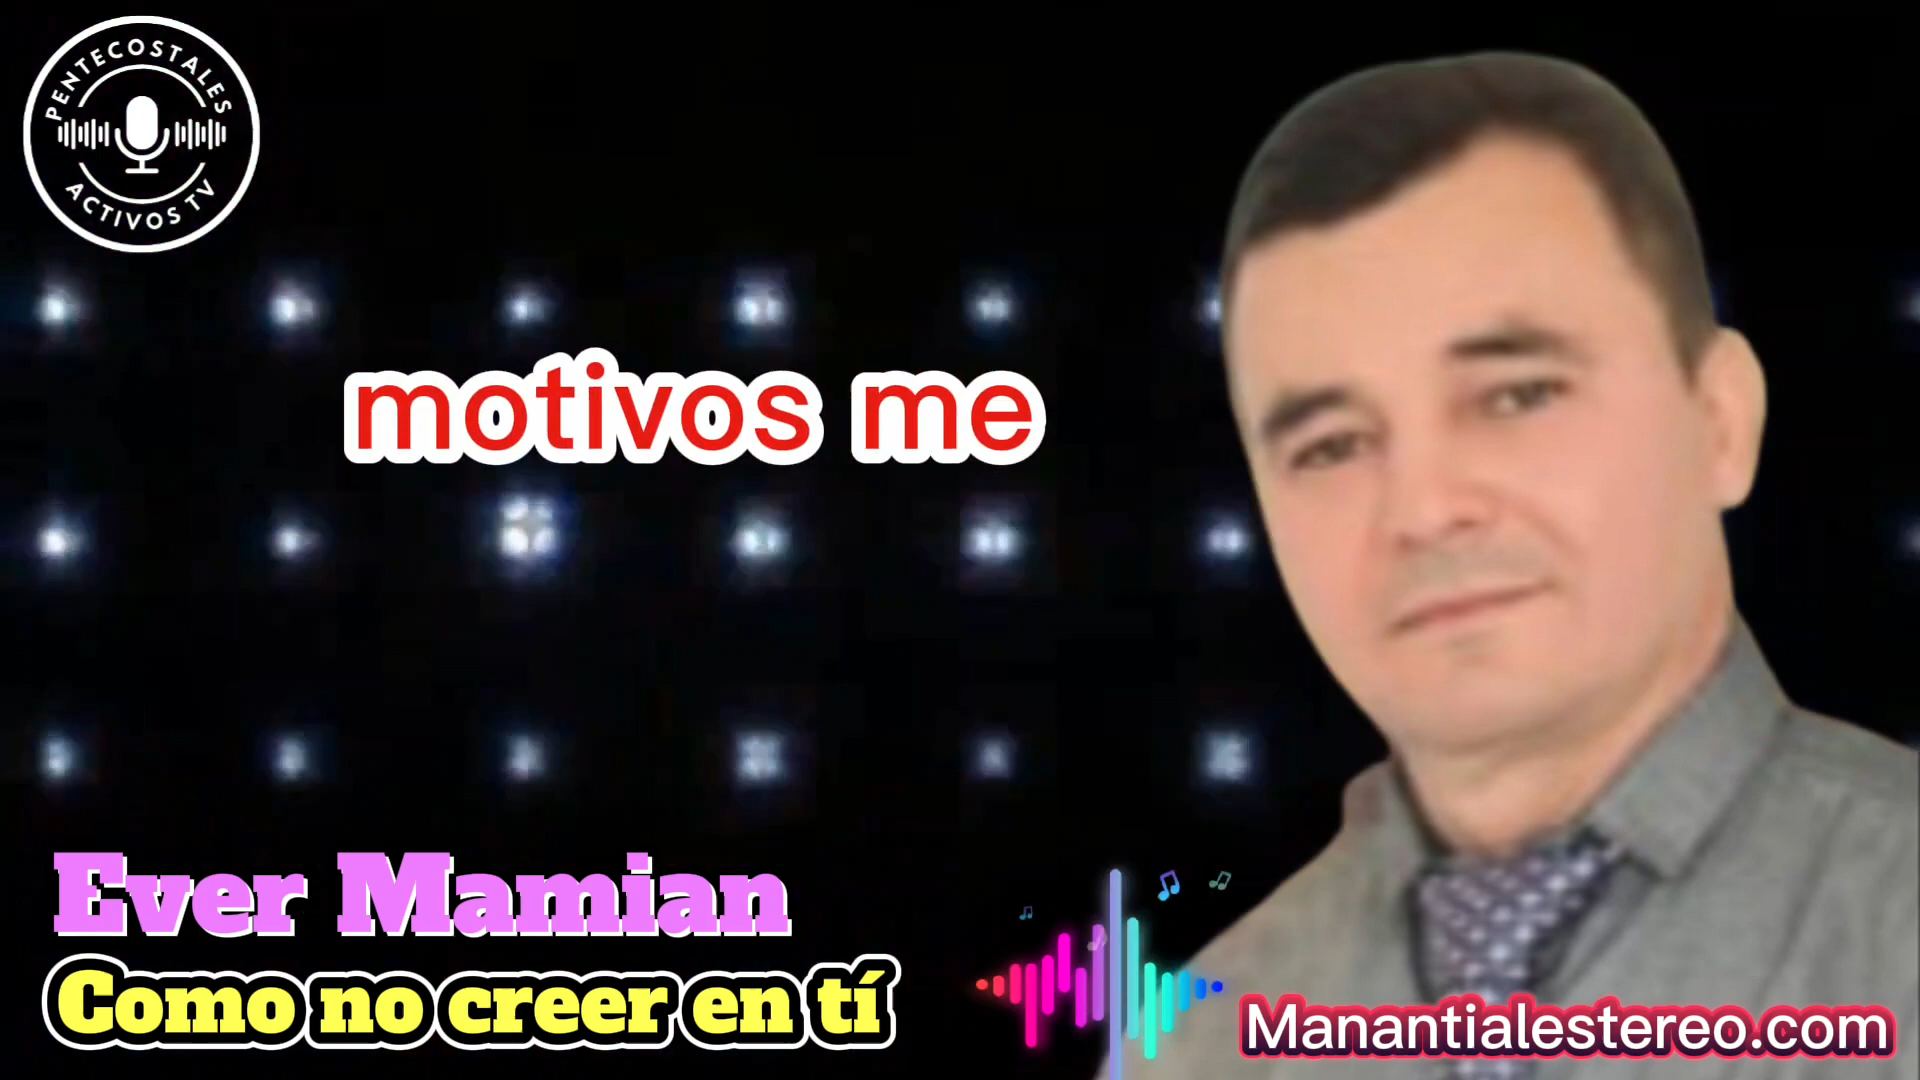 PENTECOSTALES
ACTIVOS TV
motivos me
Ever Mamian
Como no creer en tí
Manantialestereo.com